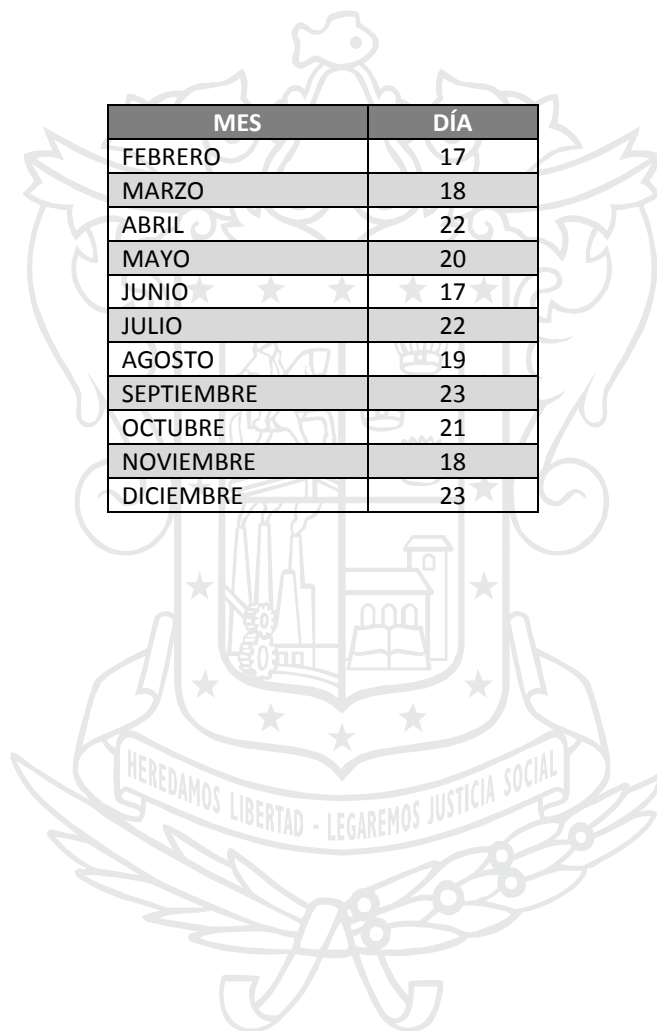 MES DÍA
FEBRERO 17
MARZO 18
ABRIL 22
MAYO 20
JUNIO 17
JULIO 22
AGOSTO 19
SEPTIEMBRE 23
OCTUBRE 21
NOVIEMBRE 18
DICIEMBRE 23
HEREDAMOS LIBERTAD - LEGAREMOS JUSTICIA SOCIAL